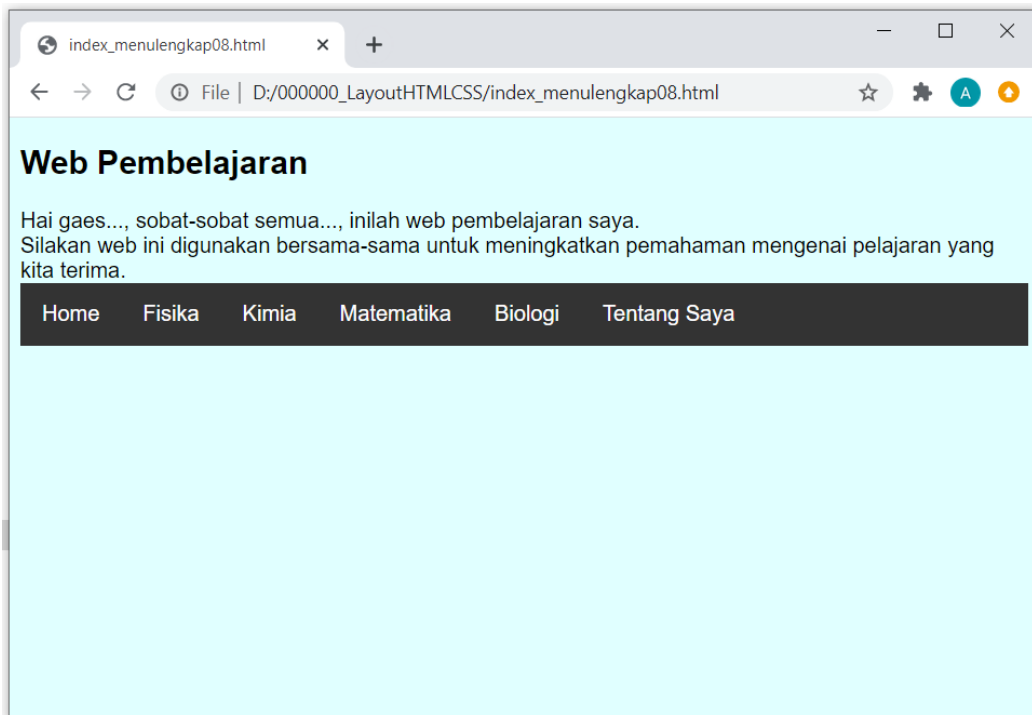 index_menulengkap08.html
File | D:/000000_LayoutHTMLCSS/index_menulengkap08.html
A
Web Pembelajaran
Hai gaes..., sobat-sobat semua..., inilah web pembelajaran saya.
Silakan web ini digunakan bersama-sama untuk meningkatkan pemahaman mengenai pelajaran yang
kita terima.
Home Fisika Kimia Matematika Biologi Tentang Saya